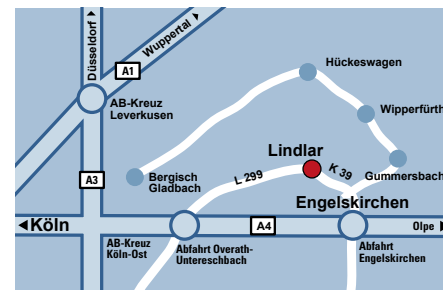 Düsseldorf
Wuppertal
A1
Hückeswagen
AB-Kreuz
Leverkusen
Wipperfürth
Lindlar
A3
Bergisch
Gladbach
L 299
K 39
Gummersbach
Engelskirchen
Köln
A4
Olpe
AB-Kreuz
Köln-Ost
Abfahrt Overath-
Untereschbach
Abfahrt
Engelskirchen